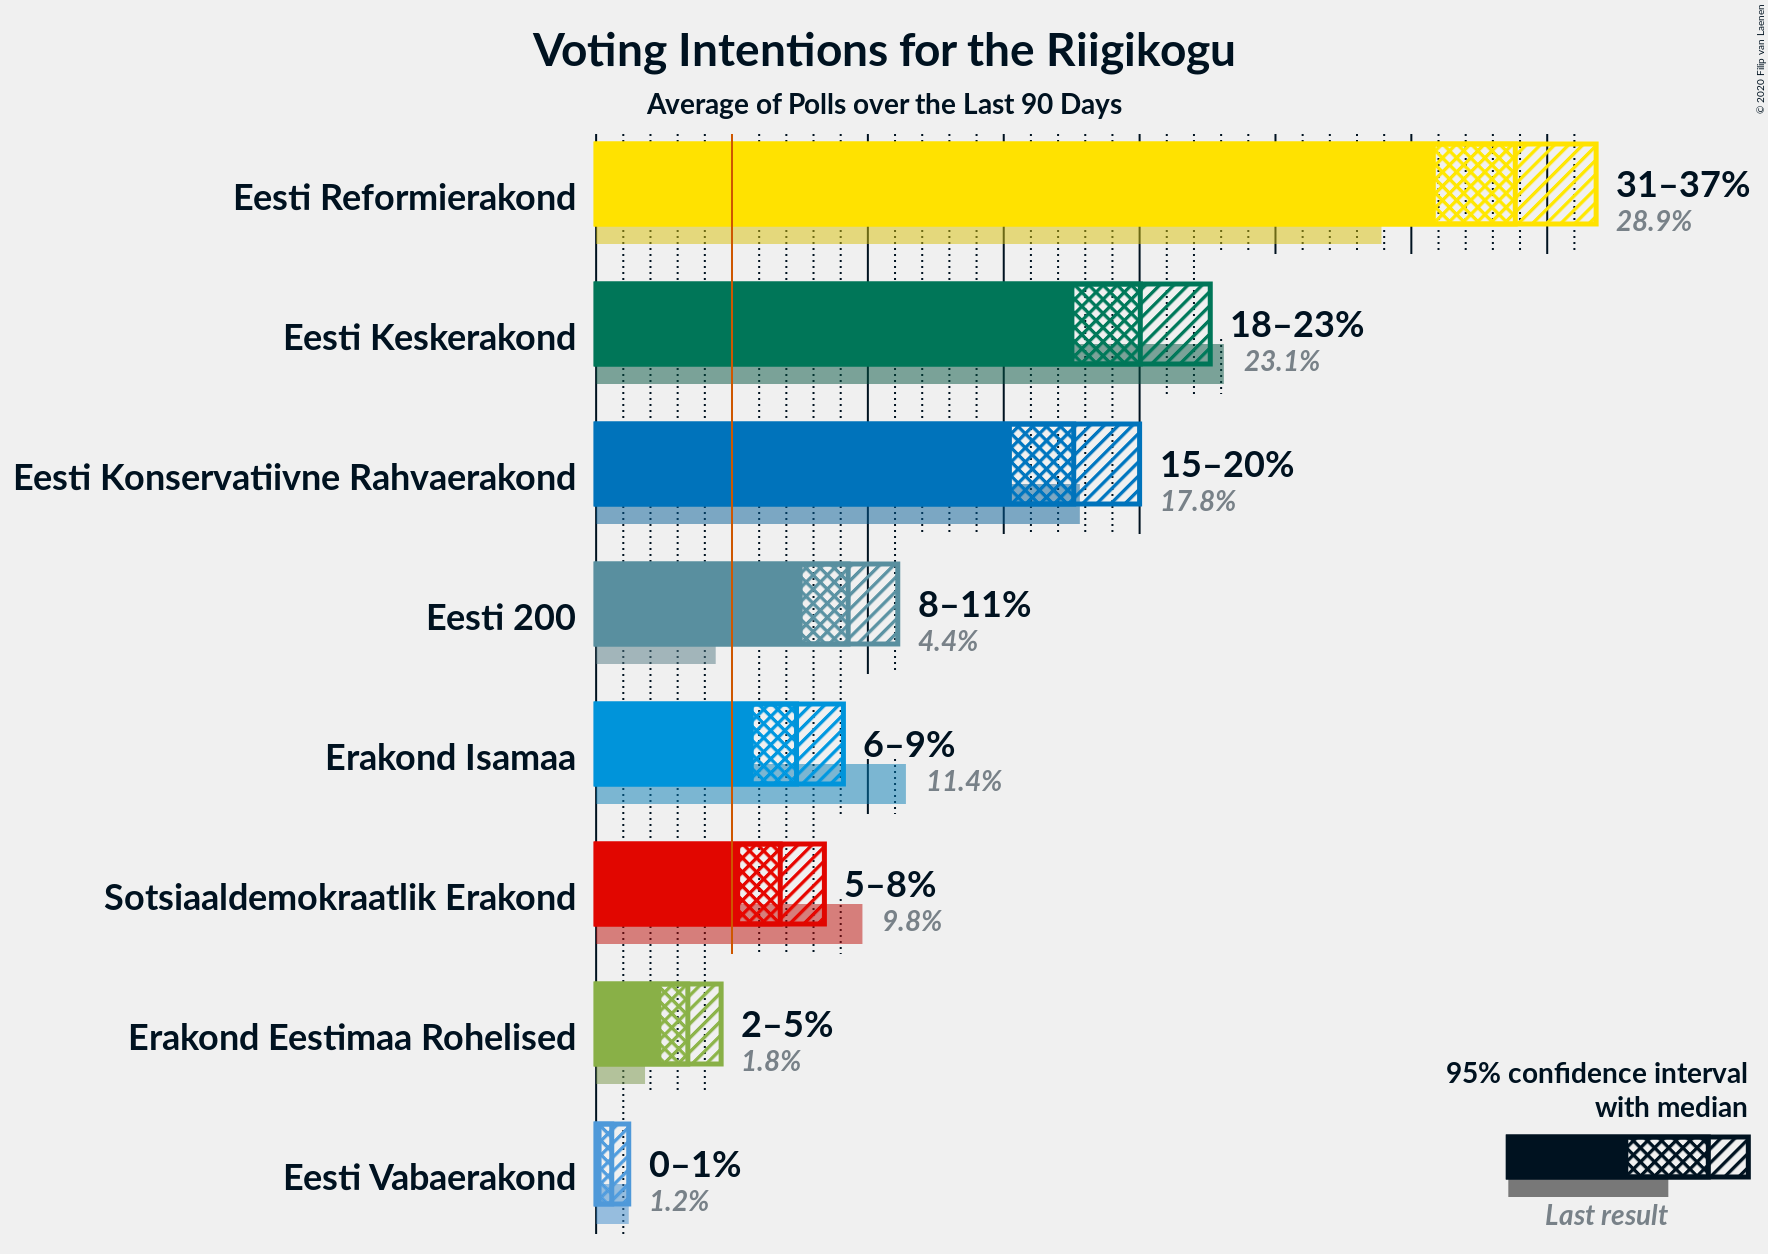 Voting Intentions for the Riigikogu
Average of Polls over the Last 90 Days
© 2020 Filip van Laenen
Eesti Reformierakond
31–37%
28.9%
Eesti Keskerakond
18–23%
23.1%
Eesti Konservatiivne Rahvaerakond
15–20%
17.8%
Eesti 200
8–11%
4.4%
Erakond Isamaa
6–9%
11.4%
Sotsiaaldemokraatlik Erakond
5–8%
9.8%
Erakond Eestimaa Rohelised
2–5%
1.8%
Eesti Vabaerakond
0–1%
1.2%
95% confidence interval
with median
Last result